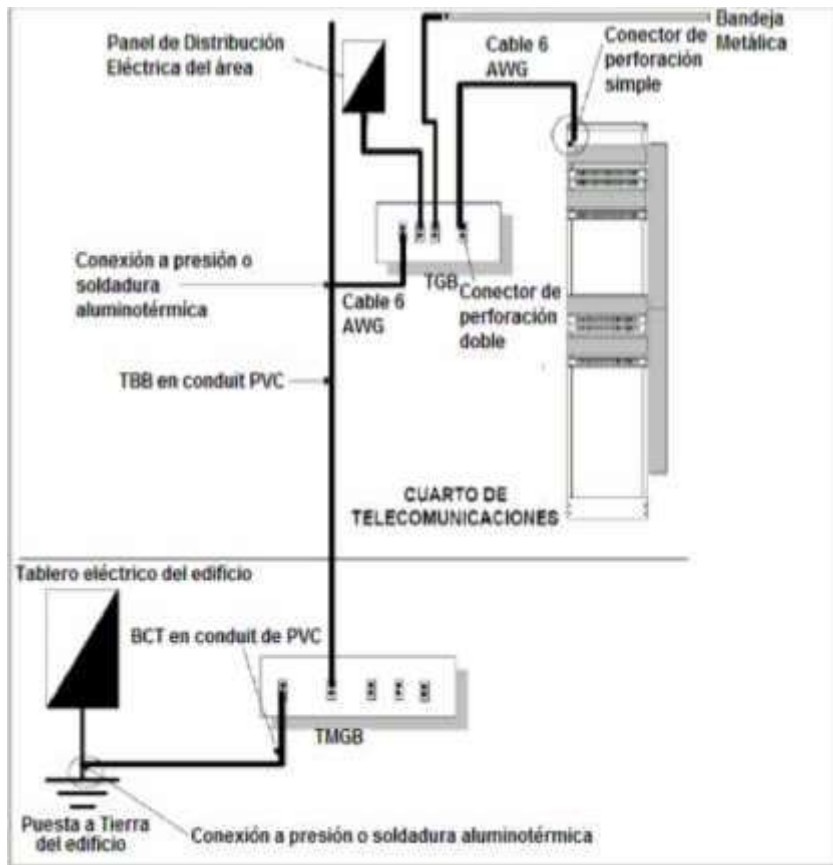 Panel de Distribución
Eléctrica del área
Cable 6
AWG
Conector de
perforación
simple
Bandeja
Metálica
Conexión a presión o
soldadura
aluminotérmica
Cable 6
AWG
TGB
Conector de
perforación
doble
TBB en conduit PVC
CUARTO DE
TELECOMUNICACIONES
Tablero eléctrico del edificio
BCT en conduit de PVC
TMGB
Puesta a Tierra
del edificio
Conexión a presión o soldadura aluminotérmica